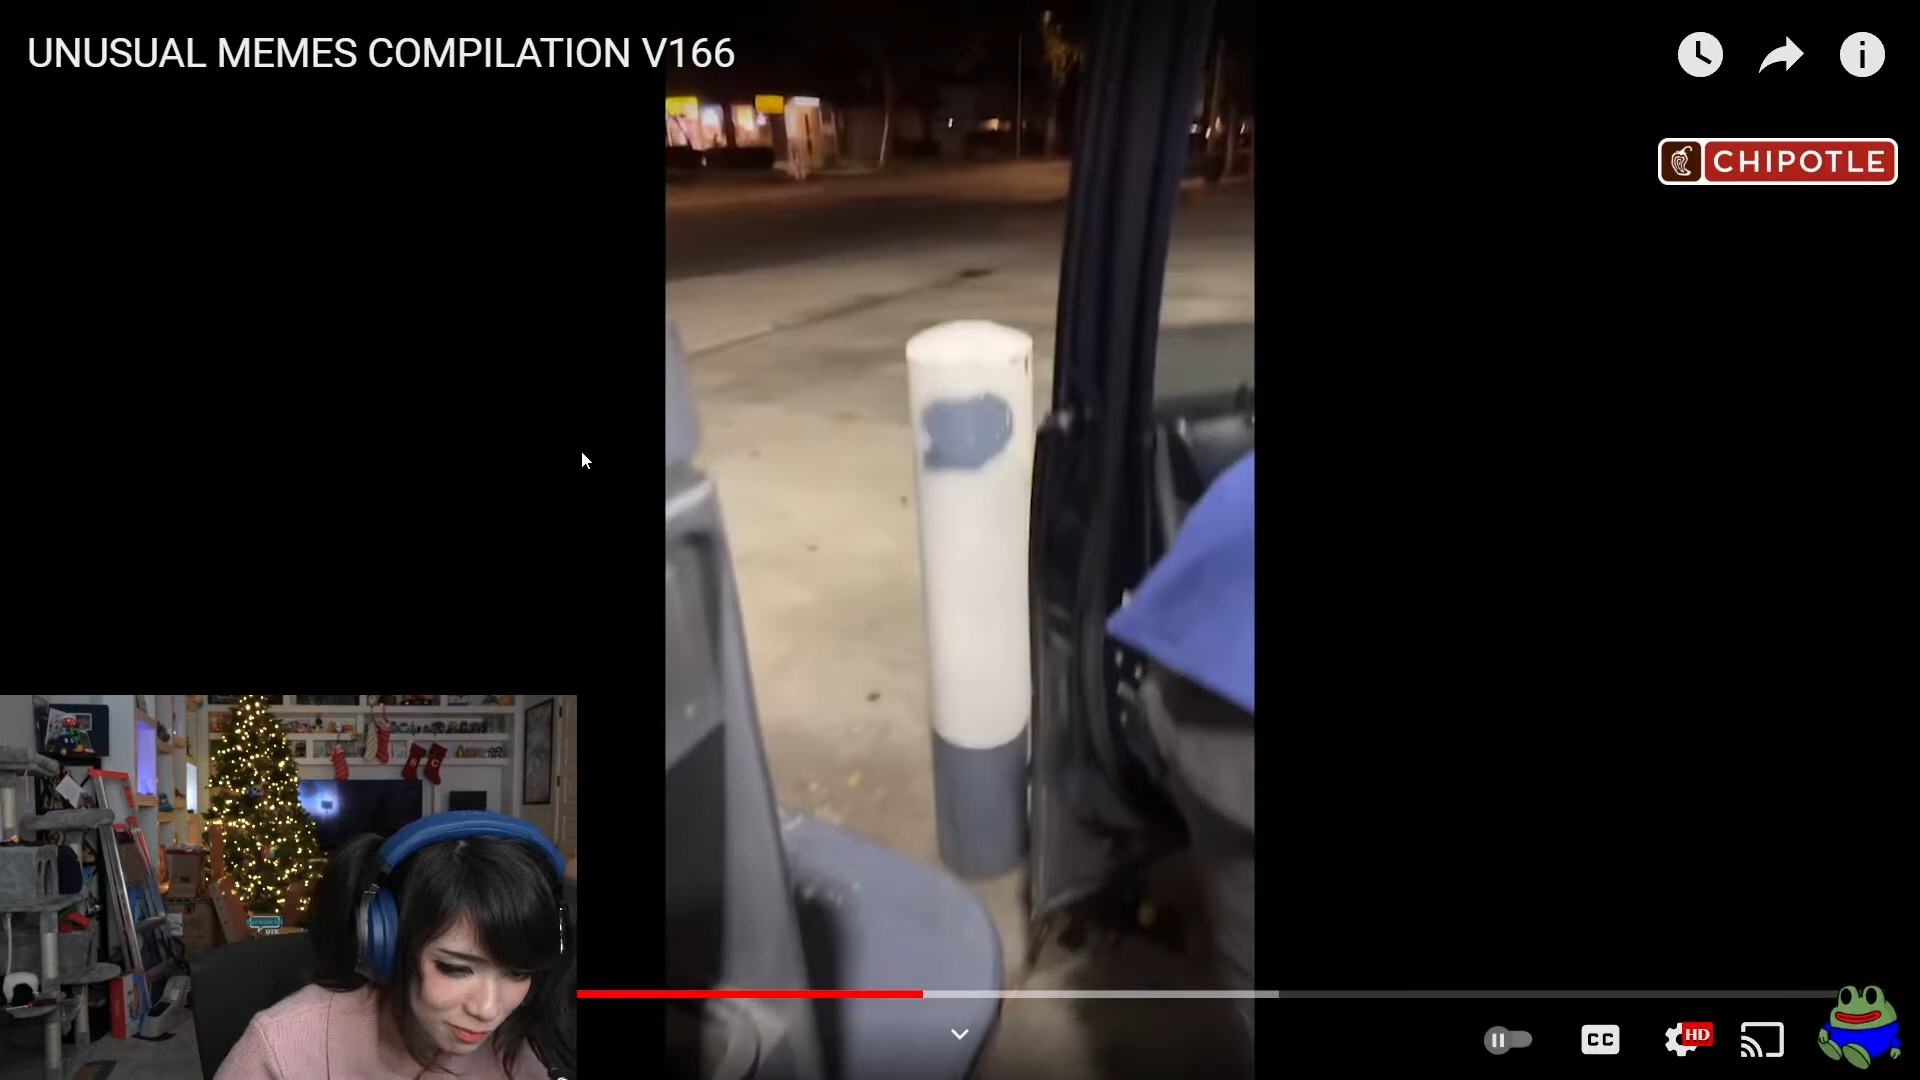 UNUSUAL MEMES COMPILATION V166
CHIPOTLE
S C
CC
HD